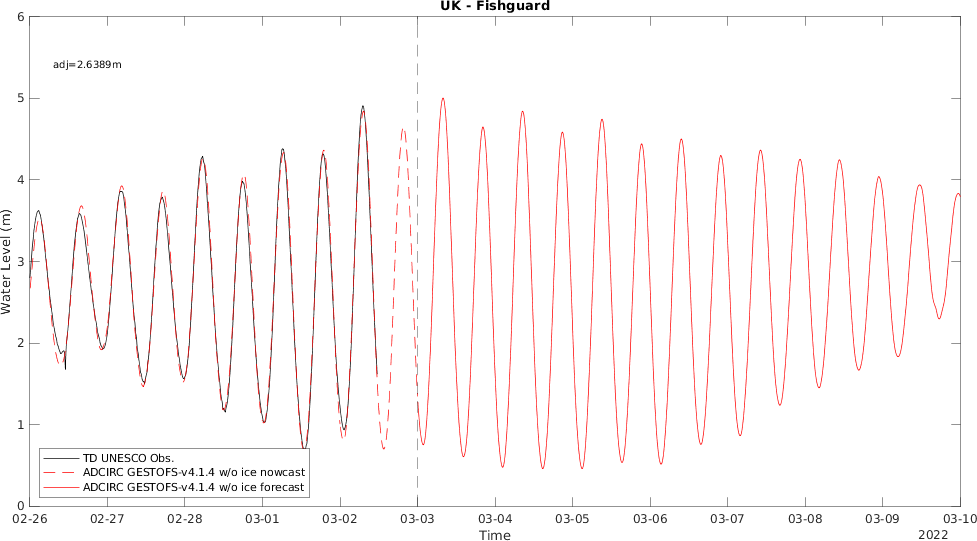 UK - Fishguard
adj=2.6389m
6
5
4
3
2
1
0
Water Level (m)
TD UNESCO Obs.
ADCIRC GESTOFS-v4.1.4 w/o ice nowcast
ADCIRC GESTOFS-v4.1.4 w/o ice forecast
02-26 02-27 02-28 03-01 03-02 03-03 03-04 03-05 03-06 03-07 03-08 03-09 03-10
Time
2022